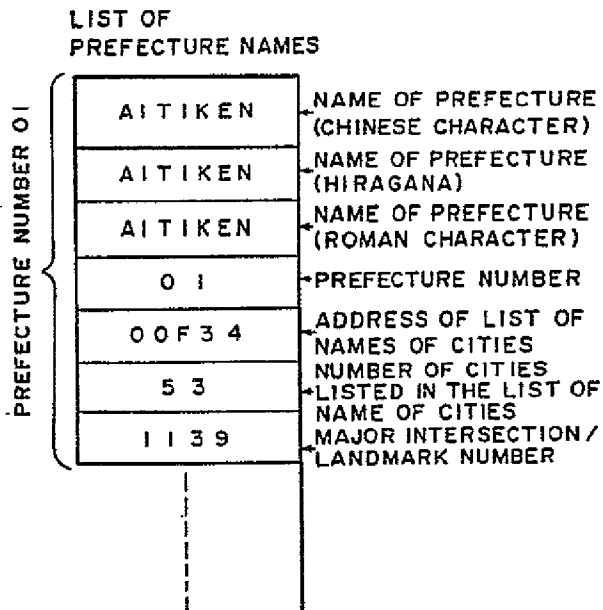 LIST OF
PREFECTURE NAMES
PREFECTURE NUMBER 01
AITIKEN
NAME OF PREFECTURE
(CHINESE CHARACTER)
AITIKEN
NAME OF PREFECTURE
(HIRAGANA)
AITIKEN
NAME OF PREFECTURE
(ROMAN CHARACTER)
01
PREFECTURE NUMBER
00F34
ADDRESS OF LIST OF
NAMES OF CITIES
53
NUMBER OF CITIES
LISTED IN THE LIST OF
NAME OF CITIES
1139
MAJOR INTERSECTION/
LANDMARK NUMBER